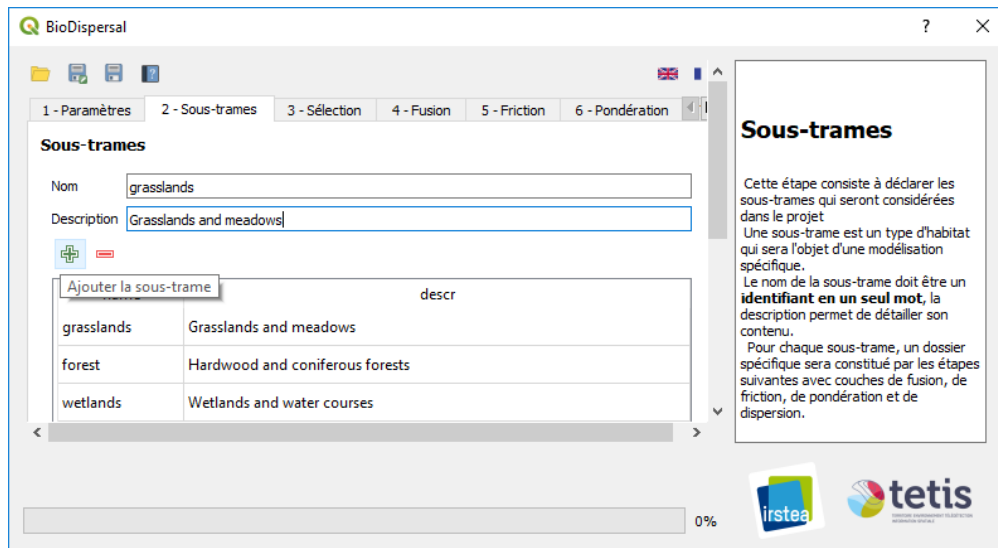 BioDispersal
?
1 - Paramètres
2 - Sous-trames
3 - Sélection
4 - Fusion
5 - Friction
6 - Pondération
Sous-trames
Nom
grasslands
Description
Grasslands and meadows
Ajouter la sous-trame
descr
grasslands
Grasslands and meadows
forest
Hardwood and coniferous forests
wetlands
Wetlands and water courses
0%
Sous-trames
Cette étape consiste à déclarer les
sous-trames qui seront considérées
dans le projet
Une sous-trame est un type d'habitat
qui sera l'objet d'une modélisation
spécifique.
Le nom de la sous-trame doit être un
identifiant en un seul mot, la
description permet de détailler son
contenu.
Pour chaque sous-trame, un dossier
spécifique sera constitué par les étapes
suivantes avec couches de fusion, de
friction, de pondération et de
dispersion.
irstea
tetis